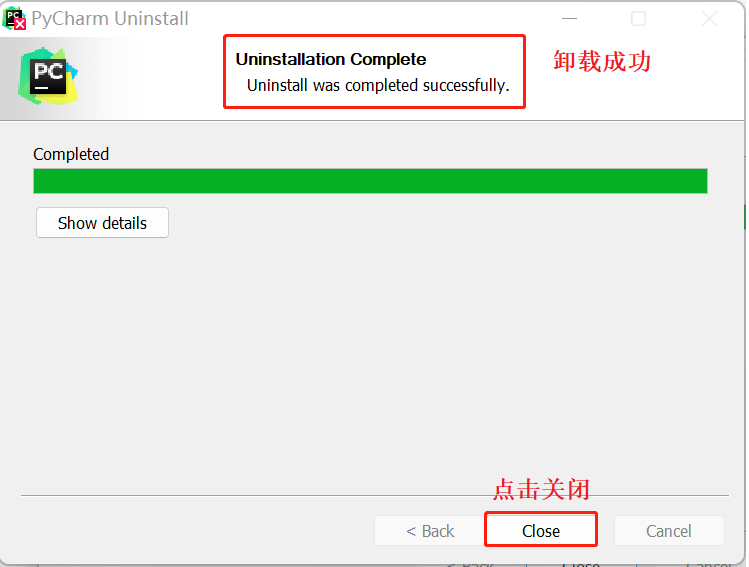 PyCharm Uninstall
PC
Uninstallation Complete
卸载成功
Uninstall was completed successfully.
Completed
Show details
点击关闭
< Back
Close
Cancel